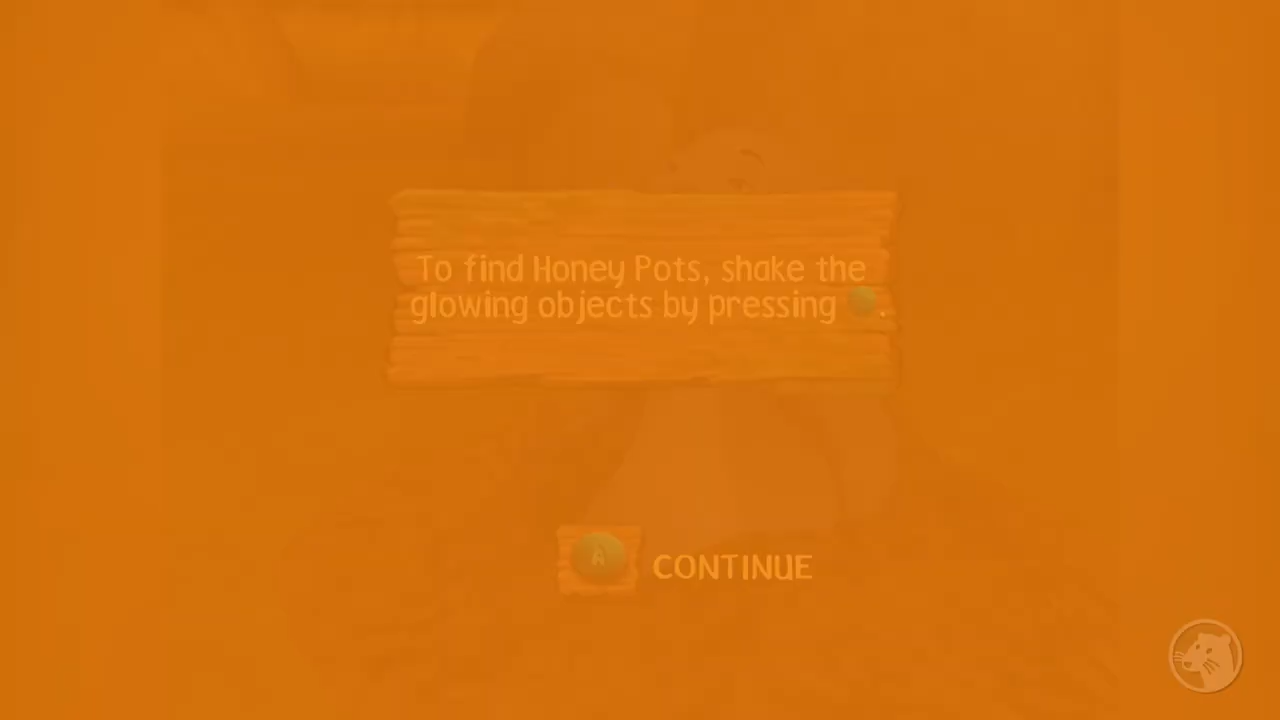 To find Honey Pots, shake the
glowing objects by pressing .
A CONTINUE